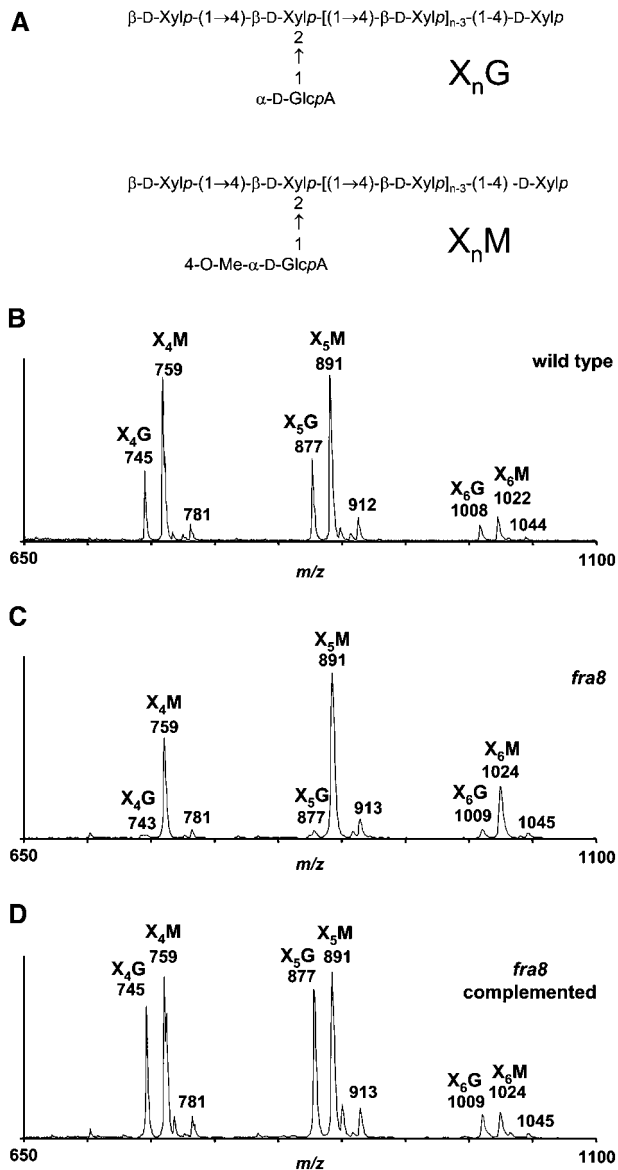 A
β-D-Xylp-(1→4)-β-D-Xylp-[(1→4)-β-D-Xylp]n-3-(1-4)-D-Xylp
2
↑
1
α-D-GlcpA
XnG
β-D-Xylp-(1→4)-β-D-Xylp-[(1→4)-β-D-Xylp]n-3-(1-4) -D-Xylp
2
↑
1
4-O-Me-α-D-GlcpA
XnM
B
wild type
X4G
745
X4M
759
781
X5G
877
X5M
891
912
X6G
1008
X6M
1022
1044
650
m/z
1100
C
fra8
X4G
743
X4M
759
781
X5G
877
X5M
891
913
X6G
1009
X6M
1024
1045
650
m/z
1100
D
fra8
complemented
X4G
745
X4M
759
781
X5G
877
X5M
891
913
X6G
1009
X6M
1024
1045
650
m/z
1100